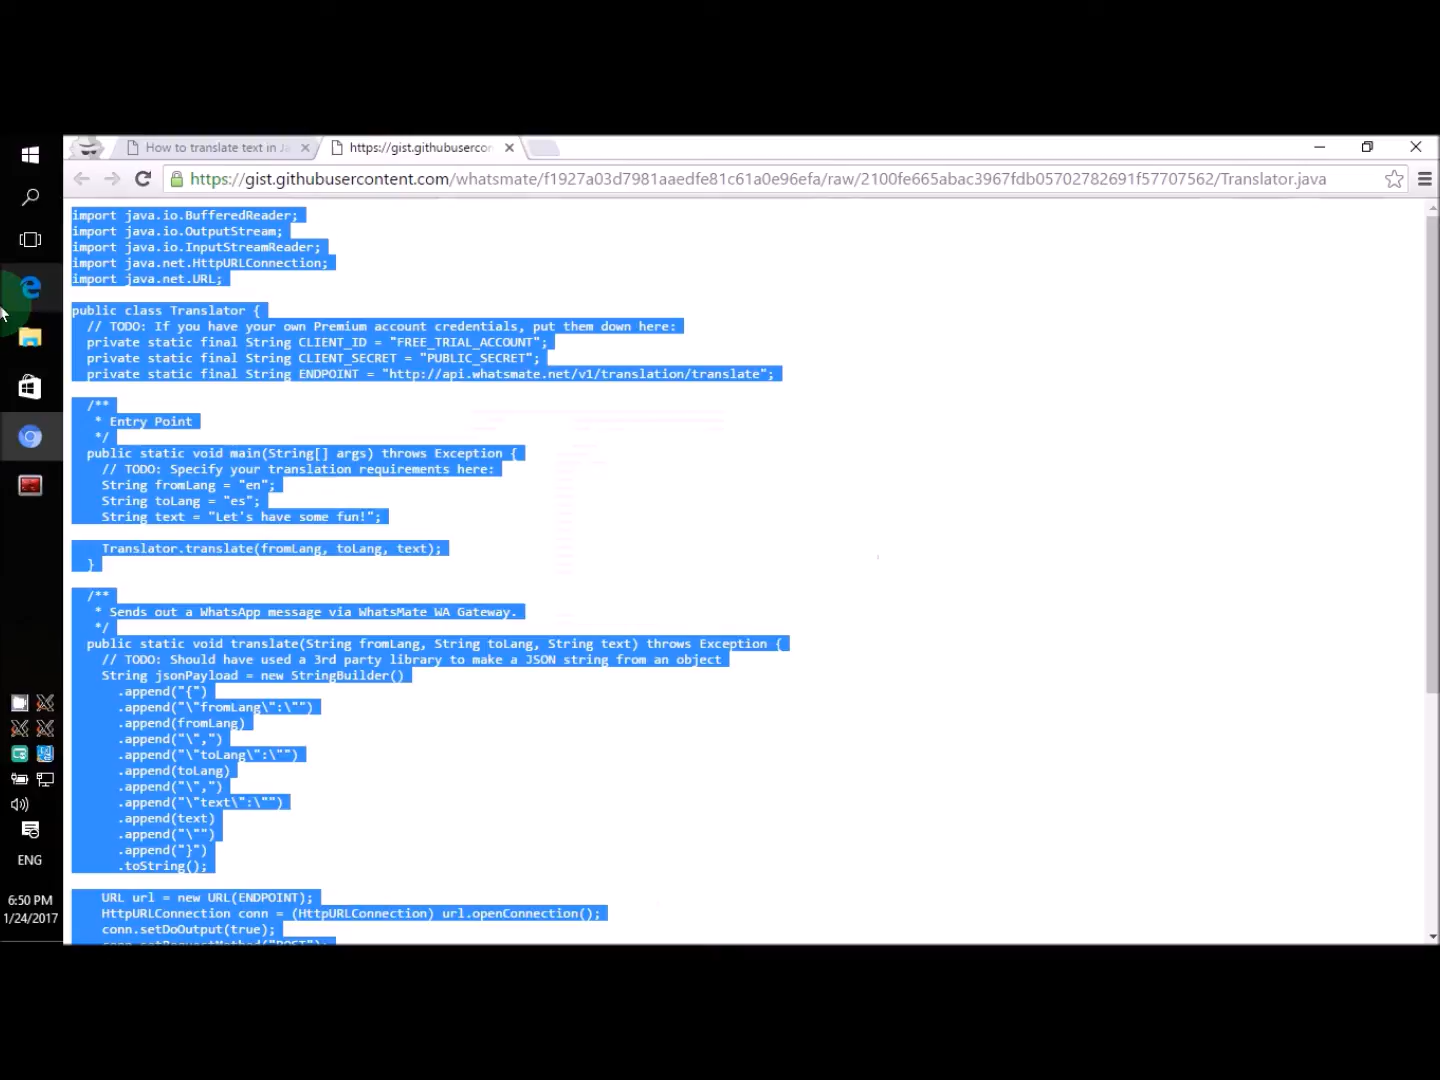 How to translate text in Ja
https://gist.githubusercon
https://gist.githubusercontent.com/whatsmate/f1927a03d7981aaedfe81c61a0e96efa/raw/2100fe665abac3967fdb05702782691f57707562/Translator.java
import java.io.BufferedReader;
import java.io.OutputStream;
import java.io.InputStreamReader;
import java.net.HttpURLConnection;
import java.net.URL;
public class Translator {
// TODO: If you have your own Premium account credentials, put them down here:
private static final String CLIENT_ID = "FREE_TRIAL_ACCOUNT";
private static final String CLIENT_SECRET = "PUBLIC_SECRET";
private static final String ENDPOINT = "http://api.whatsmate.net/v1/translation/translate";
/**
* Entry Point
*/
public static void main(String[] args) throws Exception {
// TODO: Specify your translation requirements here:
String fromLang = "en";
String toLang = "es";
String text = "Let's have some fun!";
Translator.translate(fromLang, toLang, text);
}
/**
* Sends out a WhatsApp message via WhatsMate WA Gateway.
*/
public static void translate(String fromLang, String toLang, String text) throws Exception {
// TODO: Should have used a 3rd party library to make a JSON string from an object
String jsonPayload = new StringBuilder()
.append("{")
.append("\"fromLang\":\"")
.append(fromLang)
.append("\",")
.append("\"toLang\":\"")
.append(toLang)
.append("\",")
.append("\"text\":\"")
.append(text)
.append("\"")
.append("}")
.toString();
URL url = new URL(ENDPOINT);
HttpURLConnection conn = (HttpURLConnection) url.openConnection();
conn.setDoOutput(true);
conn.setRequestMethod("POST");
ENG
6:50 PM
1/24/2017